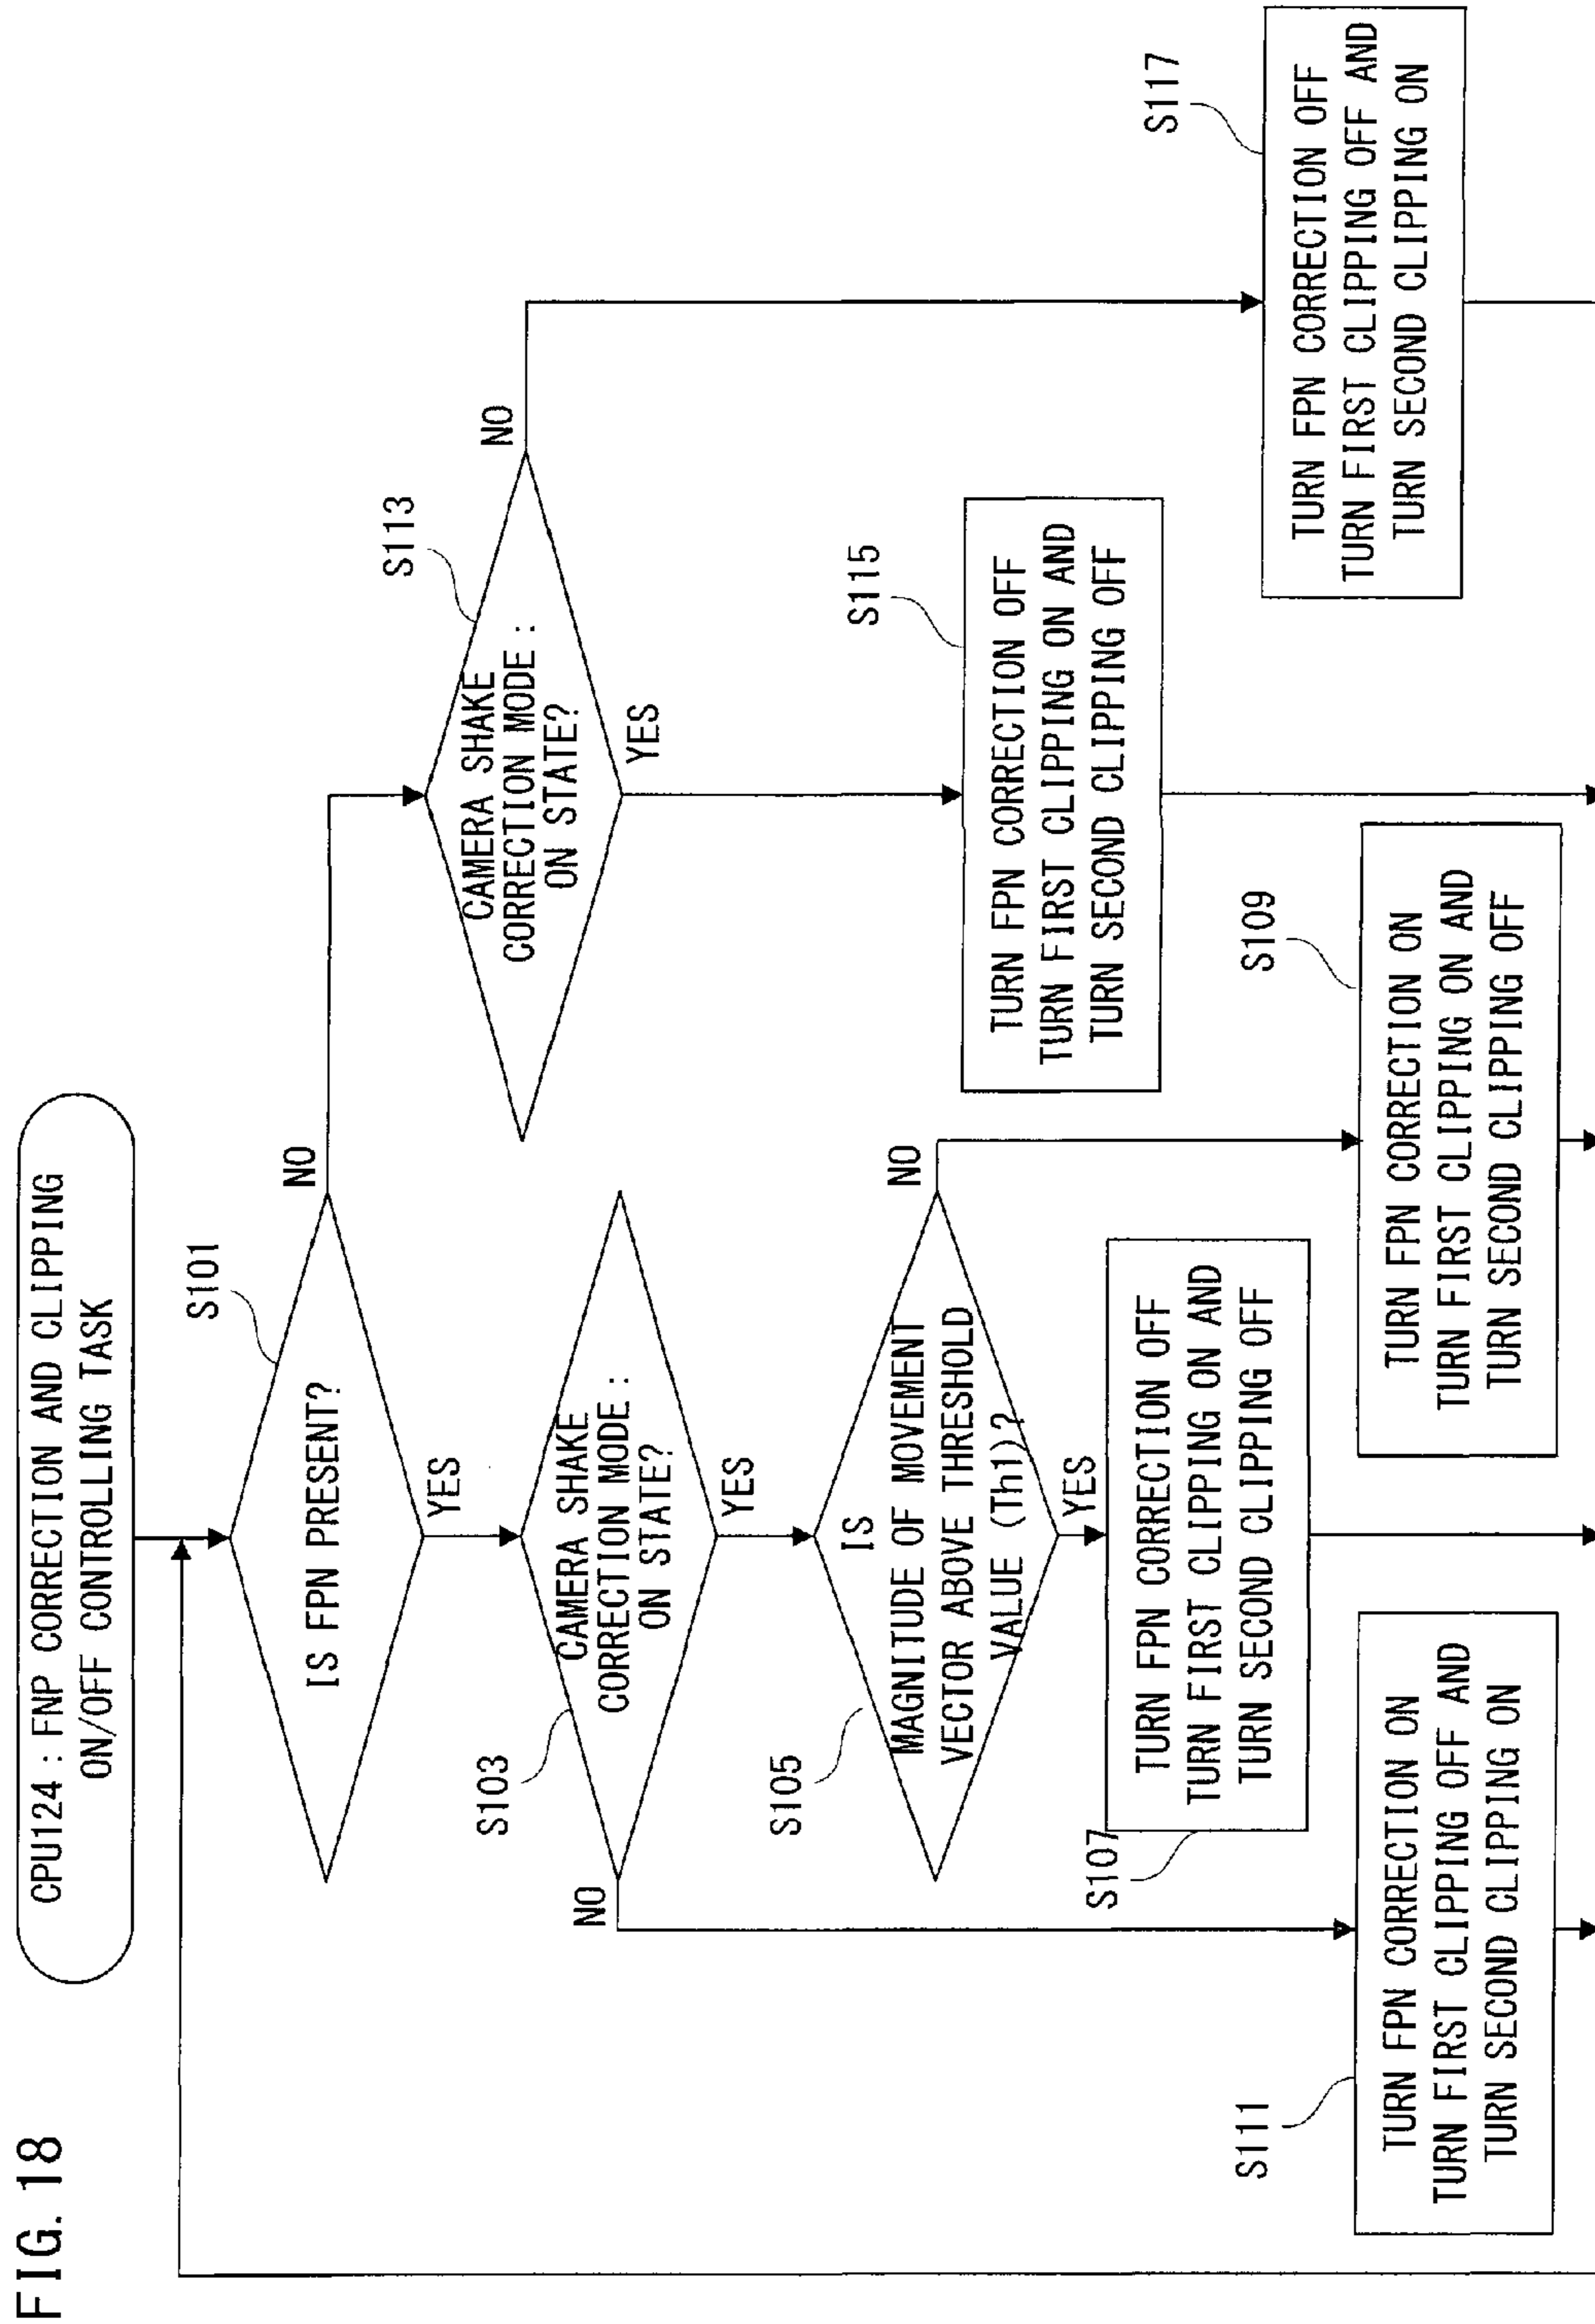 FIG. 18
CPU124 : FNP CORRECTION AND CLIPPING
ON/OFF CONTROLLING TASK
S101
IS FPN PRESENT?
NO
YES
S103
CAMERA SHAKE
CORRECTION MODE :
ON STATE?
NO
YES
S105
IS
MAGNITUDE OF MOVEMENT
VECTOR ABOVE THRESHOLD
VALUE (Th1)?
NO
YES
S107
TURN FPN CORRECTION OFF
TURN FIRST CLIPPING ON AND
TURN SECOND CLIPPING OFF
S109
TURN FPN CORRECTION ON
TURN FIRST CLIPPING ON AND
TURN SECOND CLIPPING OFF
S111
TURN FPN CORRECTION ON
TURN FIRST CLIPPING OFF AND
TURN SECOND CLIPPING ON
S113
CAMERA SHAKE
CORRECTION MODE :
ON STATE?
NO
YES
S115
TURN FPN CORRECTION OFF
TURN FIRST CLIPPING ON AND
TURN SECOND CLIPPING OFF
S117
TURN FPN CORRECTION OFF
TURN FIRST CLIPPING OFF AND
TURN SECOND CLIPPING ON